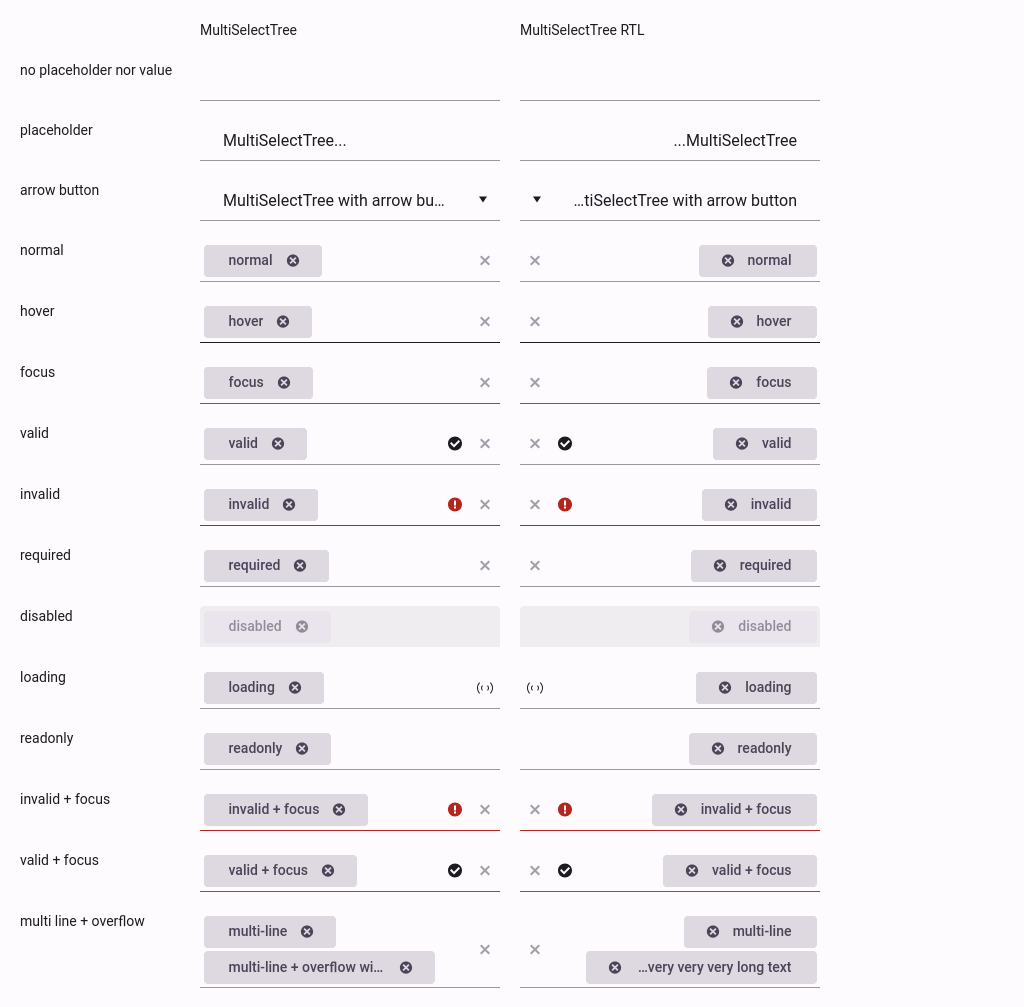 MultiSelectTree MultiSelectTree RTL
no placeholder nor value
placeholder MultiSelectTree... ...MultiSelectTree
arrow button MultiSelectTree with arrow bu... ...tiSelectTree with arrow button
normal normal normal
hover hover hover
focus focus focus
valid valid valid
invalid invalid invalid
required required required
disabled disabled disabled
loading loading loading
readonly readonly readonly
invalid + focus invalid + focus invalid + focus
valid + focus valid + focus valid + focus
multi line + overflow multi-line multi-line
multi-line + overflow wi... ...very very very long text